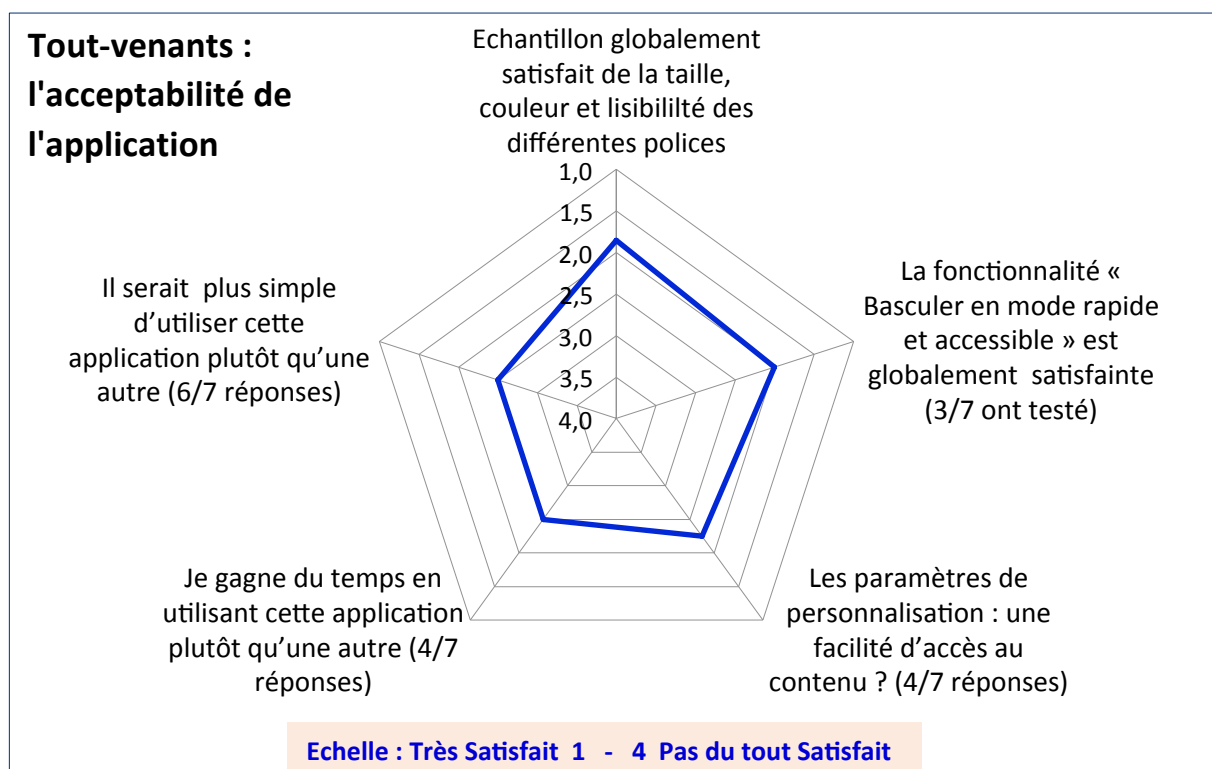 Tout-venants :
l'acceptabilité de
l'application
Echantillon globalement
satisfait de la taille,
couleur et lisibililté des
différentes polices
1,0
1,5
2,0
2,5
3,0
3,5
4,0
La fonctionnalité «
Basculer en mode rapide
et accessible » est
globalement  satisfainte
(3/7 ont testé)
Les paramètres de
personnalisation : une
facilité d’accès au
contenu ? (4/7 réponses)
Je gagne du temps en
utilisant cette application
plutôt qu’une autre (4/7
réponses)
Il serait  plus simple
d’utiliser cette
application plutôt qu’une
autre (6/7 réponses)
Echelle : Très Satisfait  1   -   4  Pas du tout Satisfait